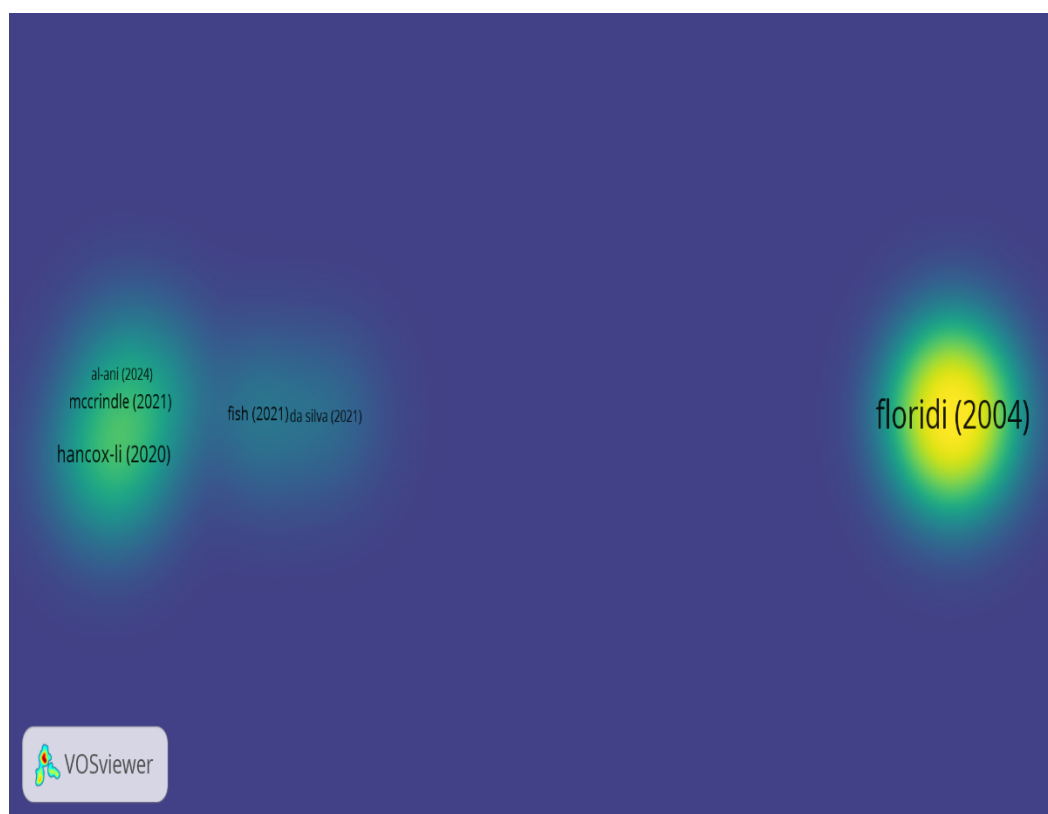 al-ani (2024)
mccrindle (2021)
hancox-li (2020)
fish (2021) da silva (2021)
floridi (2004)
VOSviewer